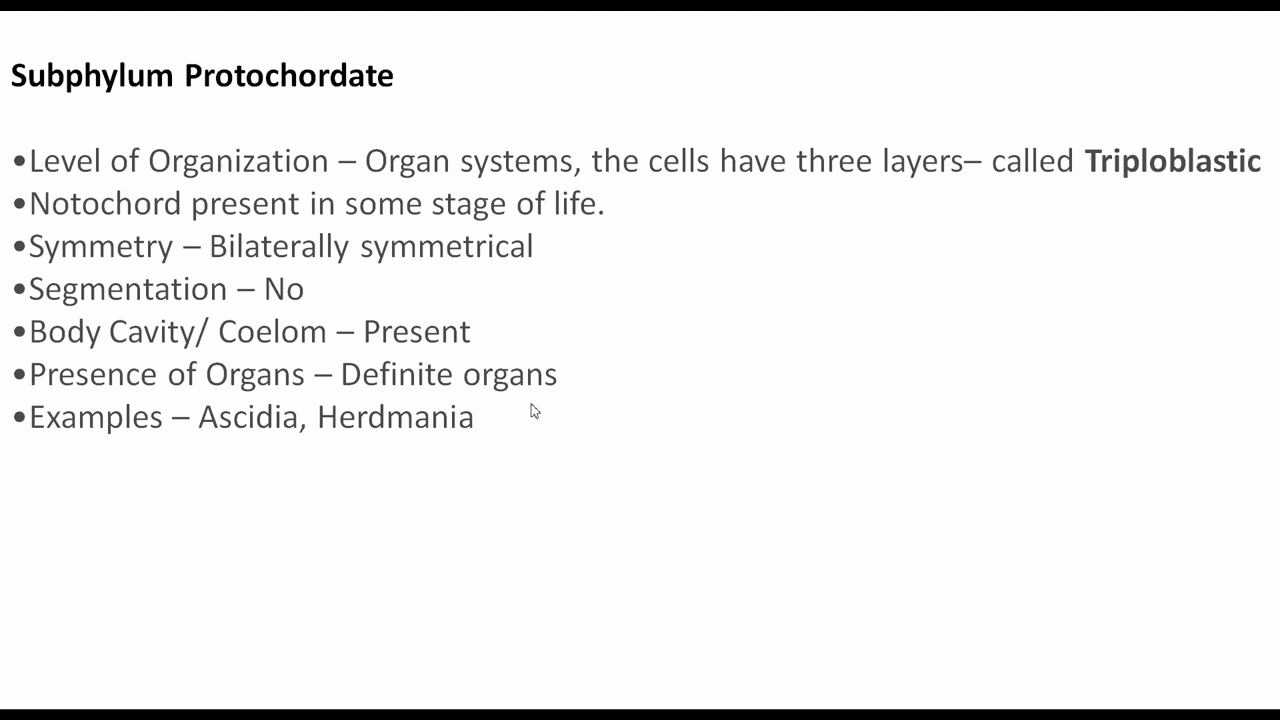 Subphylum Protochordate
•Level of Organization – Organ systems, the cells have three layers– called Triploblastic
•Notochord present in some stage of life.
•Symmetry – Bilaterally symmetrical
•Segmentation – No
•Body Cavity/ Coelom – Present
•Presence of Organs – Definite organs
•Examples – Ascidia, Herdmania